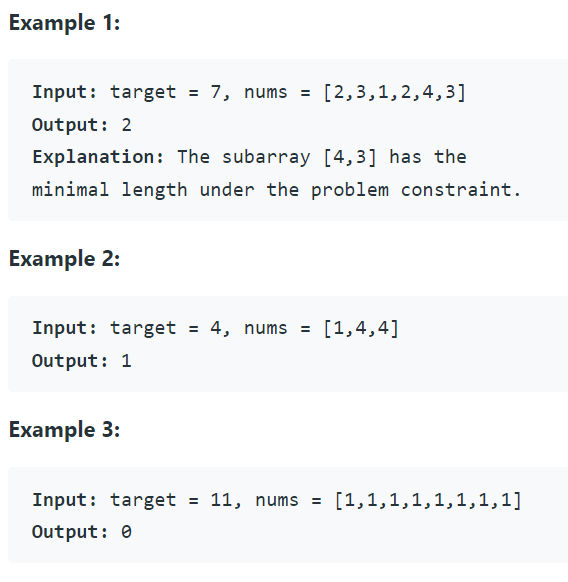 Example 1:
Input: target = 7, nums = [2,3,1,2,4,3]
Output: 2
Explanation: The subarray [4,3] has the
minimal length under the problem constraint.
Example 2:
Input: target = 4, nums = [1,4,4]
Output: 1
Example 3:
Input: target = 11, nums = [1,1,1,1,1,1,1,1]
Output: 0